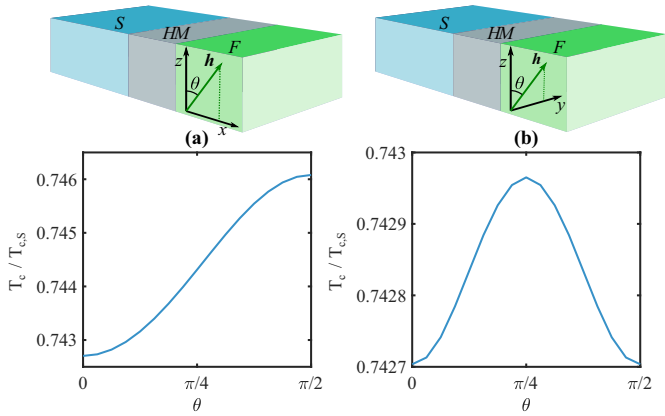 S
HM
F
z
h
θ
x
(a)
T_c / T_c,S
0.746
0.745
0.744
0.743
0
π/4
π/2
θ
S
HM
F
z
h
θ
y
(b)
T_c / T_c,S
0.743
0.7429
0.7428
0.7427
0
π/4
π/2
θ